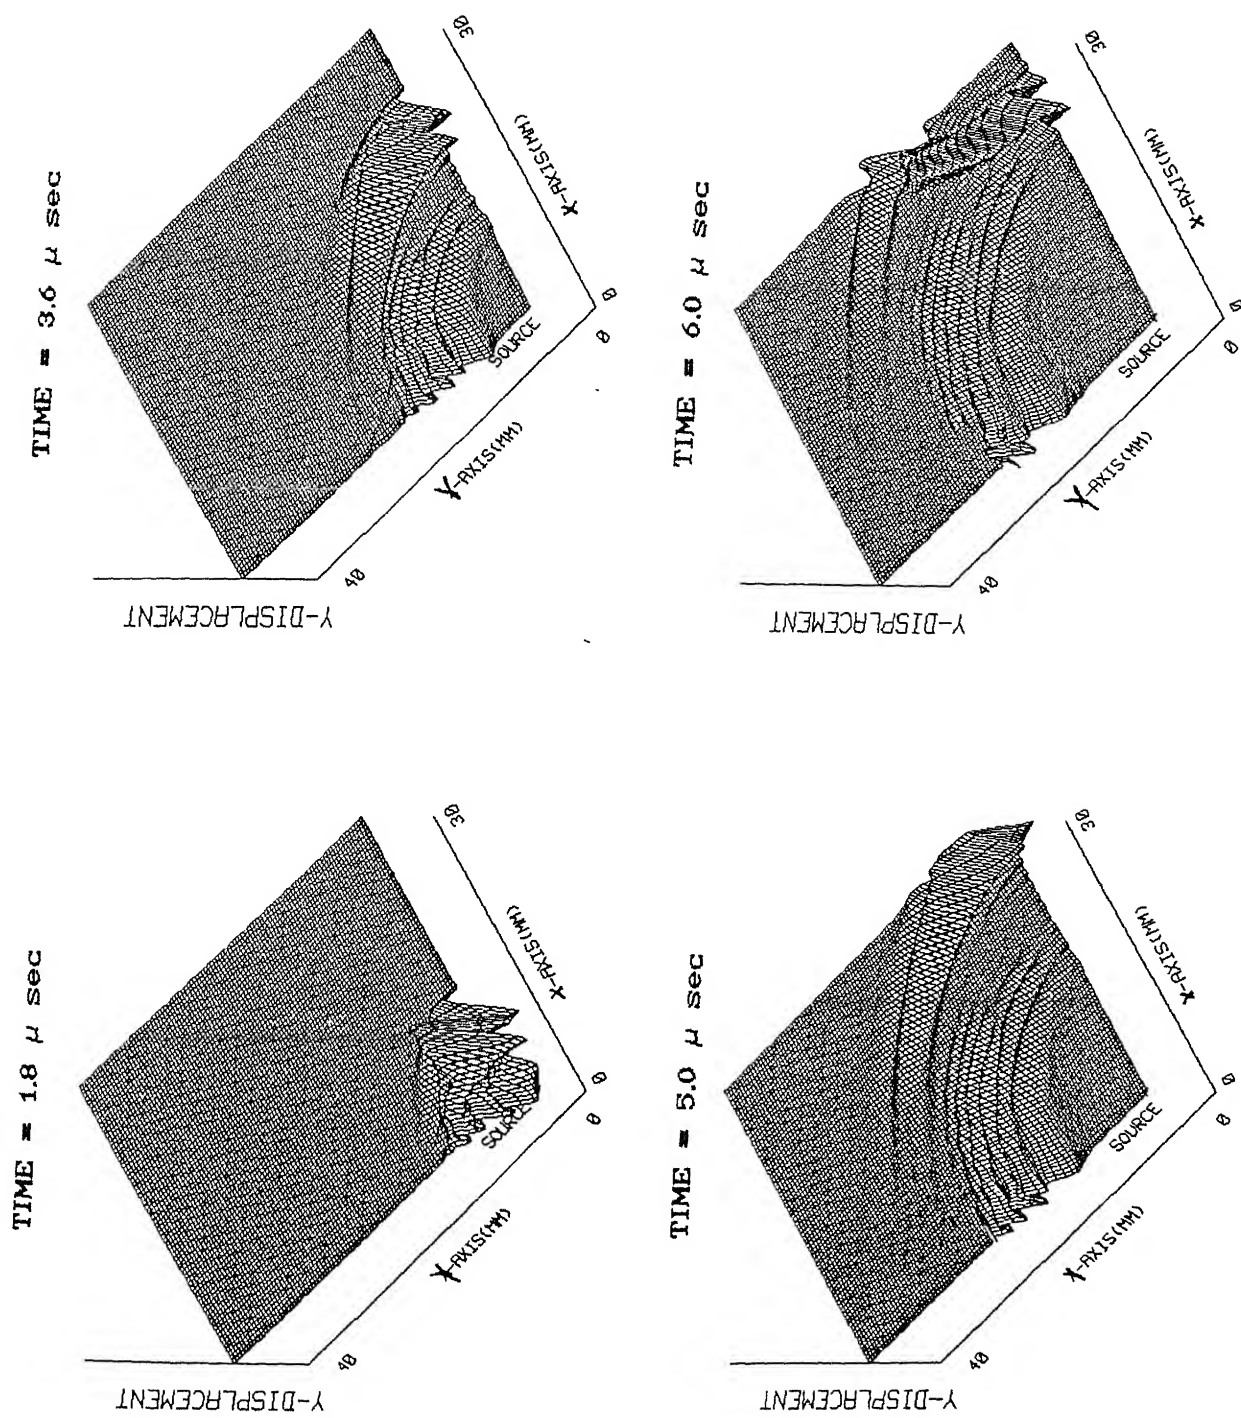 TIME = 1.8 μ sec
Y-DISPLACEMENT
40
Y-AXIS(MM)
SOURCE
0
0
X-AXIS(MM)
30
TIME = 3.6 μ sec
Y-DISPLACEMENT
40
Y-AXIS(MM)
SOURCE
0
0
X-AXIS(MM)
30
TIME = 5.0 μ sec
Y-DISPLACEMENT
40
Y-AXIS(MM)
SOURCE
0
0
X-AXIS(MM)
30
TIME = 6.0 μ sec
Y-DISPLACEMENT
40
Y-AXIS(MM)
SOURCE
0
0
X-AXIS(MM)
30